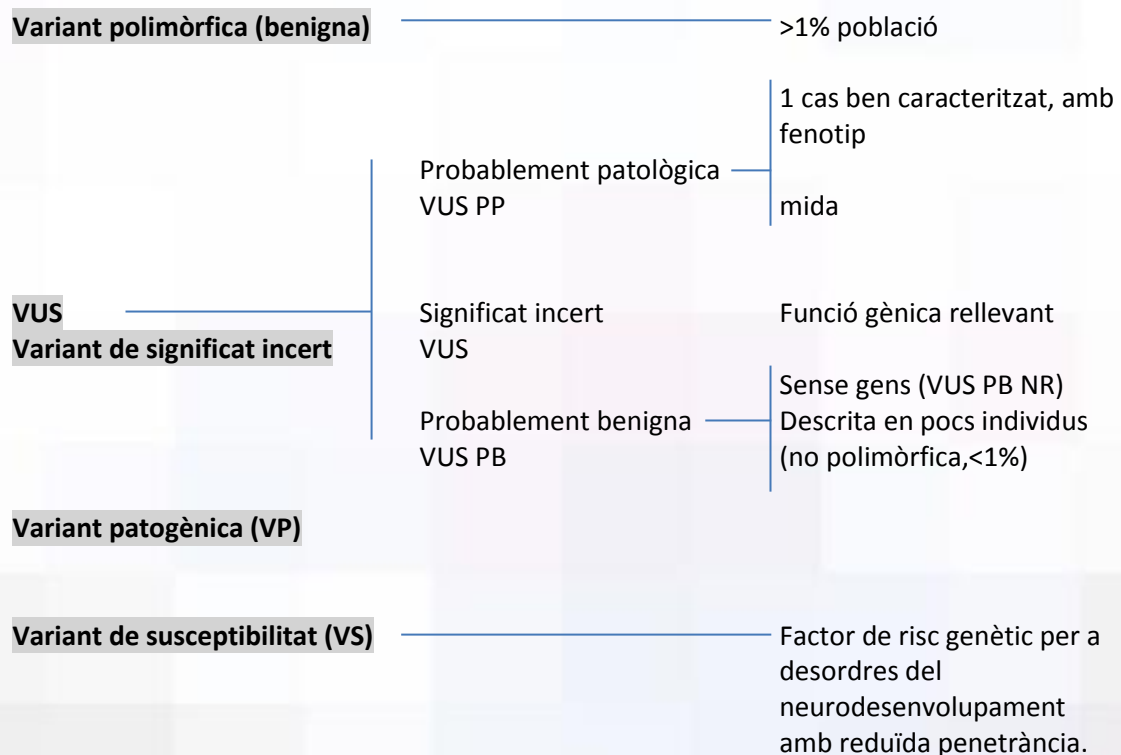 Variant polimòrfica (benigna)
>1% població
1 cas ben caracteritzat, amb
fenotip
Probablement patològica
VUS PP
mida
VUS
Variant de significat incert
Significat incert
VUS
Funció gènica rellevant
Sense gens (VUS PB NR)
Probablement benigna
VUS PB
Descrita en pocs individus
(no polimòrfica,<1%)
Variant patogènica (VP)
Variant de susceptibilitat (VS)
Factor de risc genètic per a
desordres del
neurodesenvolupament
amb reduïda penetrància.